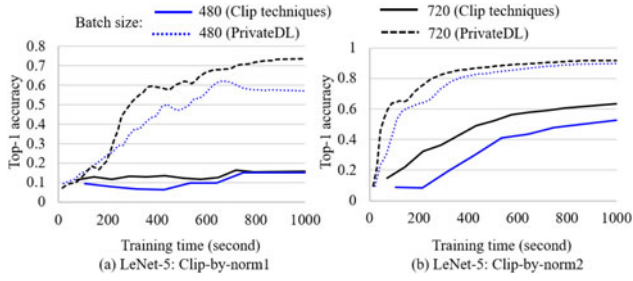 Batch size: 480 (Clip techniques) 720 (Clip techniques)
480 (PrivateDL) 720 (PrivateDL)
Top-1 accuracy
0.8
0.7
0.6
0.5
0.4
0.3
0.2
0.1
0
0 200 400 600 800 1000
Training time (second)
(a) LeNet-5: Clip-by-norm1
Top-1 accuracy
1
0.8
0.6
0.4
0.2
0
0 200 400 600 800 1000
Training time (second)
(b) LeNet-5: Clip-by-norm2